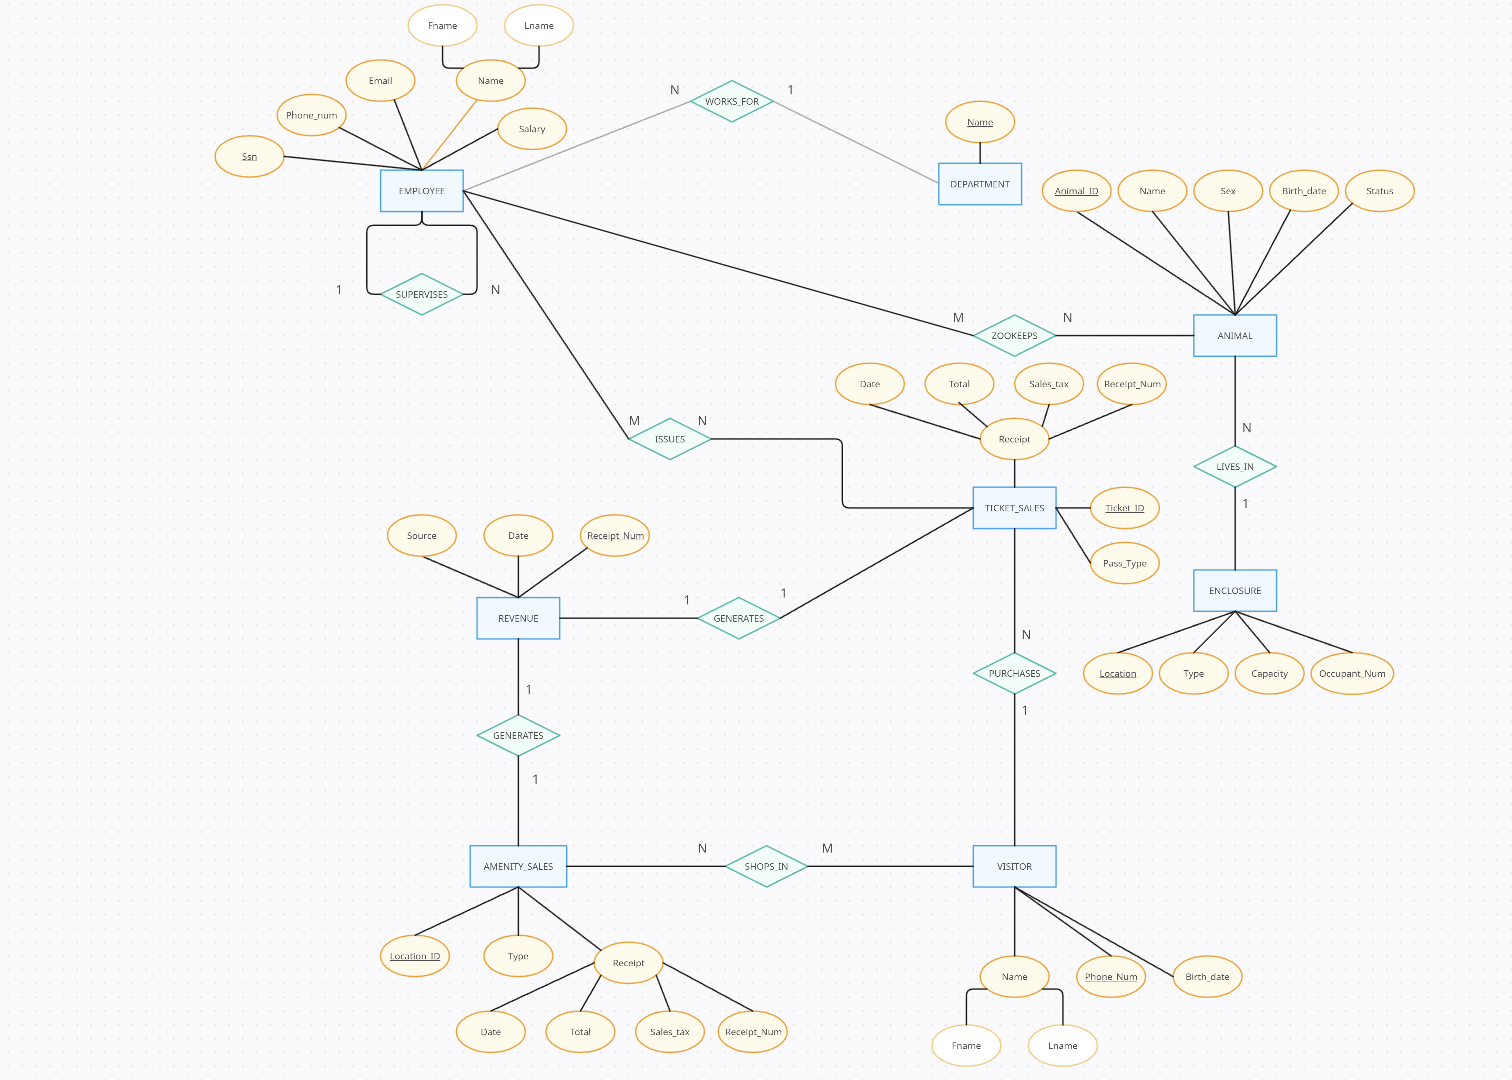 Fname
Lname
Email
Name
Phone_num
Salary
Ssn
EMPLOYEE
N
WORKS_FOR
1
Name
DEPARTMENT
1
SUPERVISES
N
Animal_ID
Name
Sex
Birth_date
Status
M
ZOOKEEPS
N
ANIMAL
Date
Total
Sales_tax
Receipt_Num
Receipt
M
ISSUES
N
N
LIVES_IN
1
TICKET_SALES
Ticket_ID
Pass_Type
Source
Date
Receipt_Num
REVENUE
1
GENERATES
1
ENCLOSURE
Location
Type
Capacity
Occupant_Num
N
PURCHASES
1
1
GENERATES
1
AMENITY_SALES
N
SHOPS_IN
M
VISITOR
Location_ID
Type
Receipt
Date
Total
Sales_tax
Receipt_Num
Name
Phone_Num
Birth_date
Fname
Lname